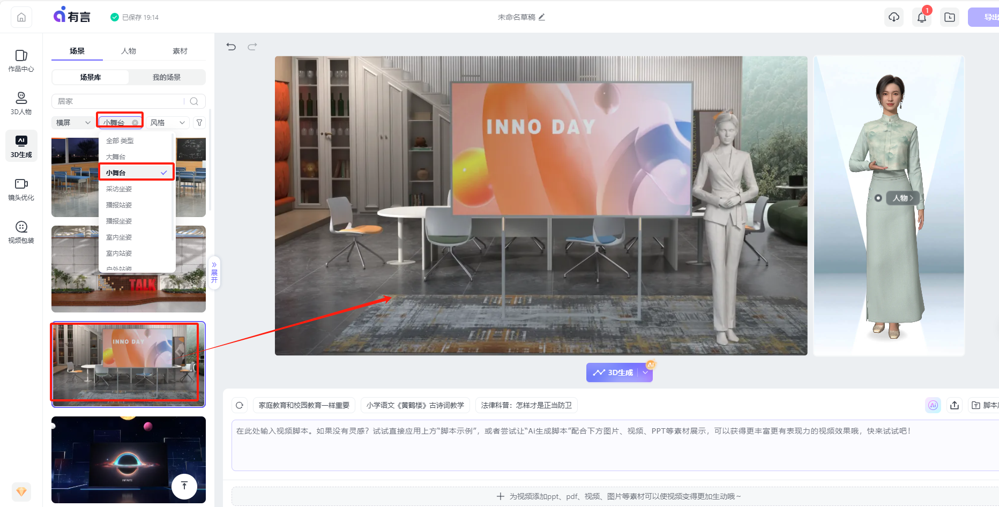 有言
已保存 19:14
未命名草稿
1
导出
作品中心
3D人物
AI
3D生成
镜头优化
视频包装
场景
人物
素材
场景库
我的场景
居家
横屏
小舞台
风格
全部 类型
大舞台
小舞台
采访坐姿
播报站姿
播报坐姿
室内坐姿
室内站姿
户外站姿
TALK
INNO DAY
INFINITE
展开
INNO DAY
人物
3D生成
Ai
家庭教育和校园教育一样重要
小学语文《黄鹤楼》古诗词教学
法律科普：怎样才是正当防卫
Ai
脚本
在此处输入视频脚本。如果没有灵感？试试直接应用上方“脚本示例”，或者尝试让“Ai生成脚本”配合下方图片、视频、PPT等素材展示，可以获得更丰富更有表现力的视频效果哦，快来试试吧！
为视频添加ppt、pdf、视频、图片等素材可以使视频变得更加生动哦~